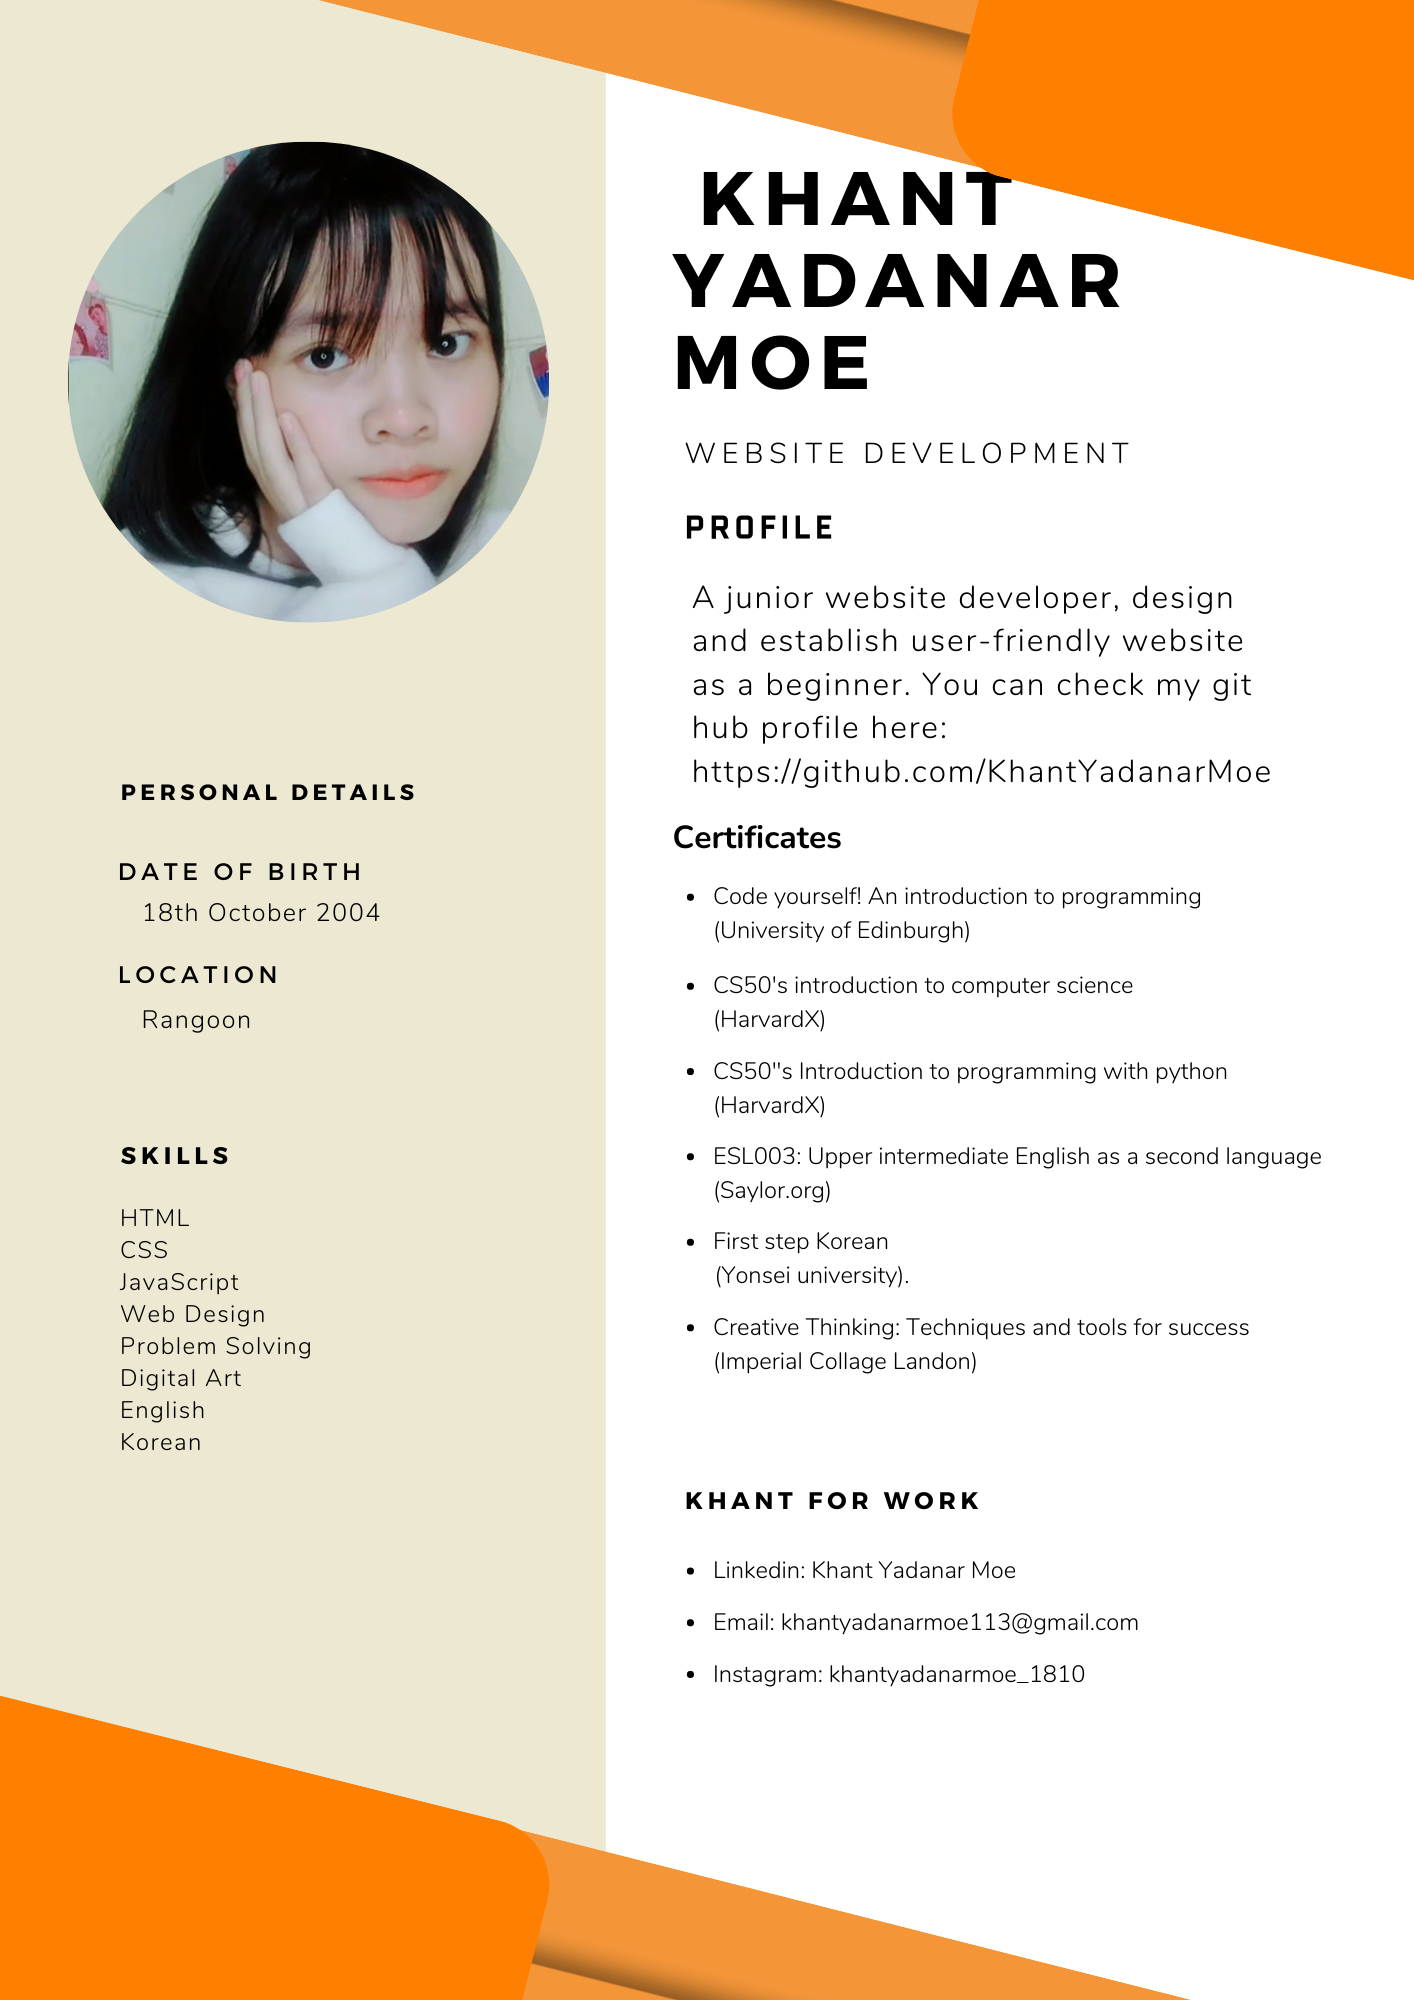 KHANT
YADANAR
MOE
WEBSITE DEVELOPMENT
PROFILE
A junior website developer, design
and establish user-friendly website
as a beginner. You can check my git
hub profile here:
https://github.com/KhantYadanarMoe
Certificates
• Code yourself! An introduction to programming
(University of Edinburgh)
• CS50's introduction to computer science
(HarvardX)
• CS50"s Introduction to programming with python
(HarvardX)
• ESL003: Upper intermediate English as a second language
(Saylor.org)
• First step Korean
(Yonsei university).
• Creative Thinking: Techniques and tools for success
(Imperial Collage Landon)
KHANT FOR WORK
• Linkedin: Khant Yadanar Moe
• Email: khantyadanarmoe113@gmail.com
• Instagram: khantyadanarmoe_1810
PERSONAL DETAILS
DATE OF BIRTH
18th October 2004
LOCATION
Rangoon
SKILLS
HTML
CSS
JavaScript
Web Design
Problem Solving
Digital Art
English
Korean